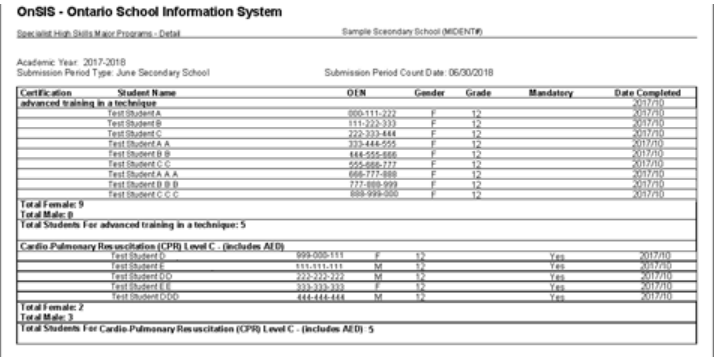 OnSIS - Ontario School Information System
Specialist High Skills Major Programs - Detail Sample Sceondary School (MIDENT#)
Academic Year: 2017-2018
Submission Period Type: June Secondary School Submission Period Count Date: 06/30/2018
Certification Student Name OEN Gender Grade Mandatory Date Completed
advanced training in a technique 2017/10
Test Student A 000-111-222 F 12 2017/10
Test Student B 111-222-333 F 12 2017/10
Test Student C 222-333-444 F 12 2017/10
Test Student A A 333-444-555 F 12 2017/10
Test Student B B 444-555-666 F 12 2017/10
Test Student C C 555-666-777 F 12 2017/10
Test Student A A A 666-777-888 F 12 2017/10
Test Student B B B 777-888-999 F 12 2017/10
Test Student C C C 888-999-000 F 12 2017/10
Total Female: 9
Total Male: 0
Total Students For advanced training in a technique: 5
Cardio-Pulmonary Resuscitation (CPR) Level C - (includes AED)
Test Student D 999-000-111 F 12 Yes 2017/10
Test Student E 111-111-111 M 12 Yes 2017/10
Test Student DD 222-222-222 M 12 Yes 2017/10
Test Student EE 333-333-333 F 12 Yes 2017/10
Test Student DDD 444-444-444 M 12 Yes 2017/10
Total Female: 2
Total Male: 3
Total Students For Cardio-Pulmonary Resuscitation (CPR) Level C - (includes AED): 5